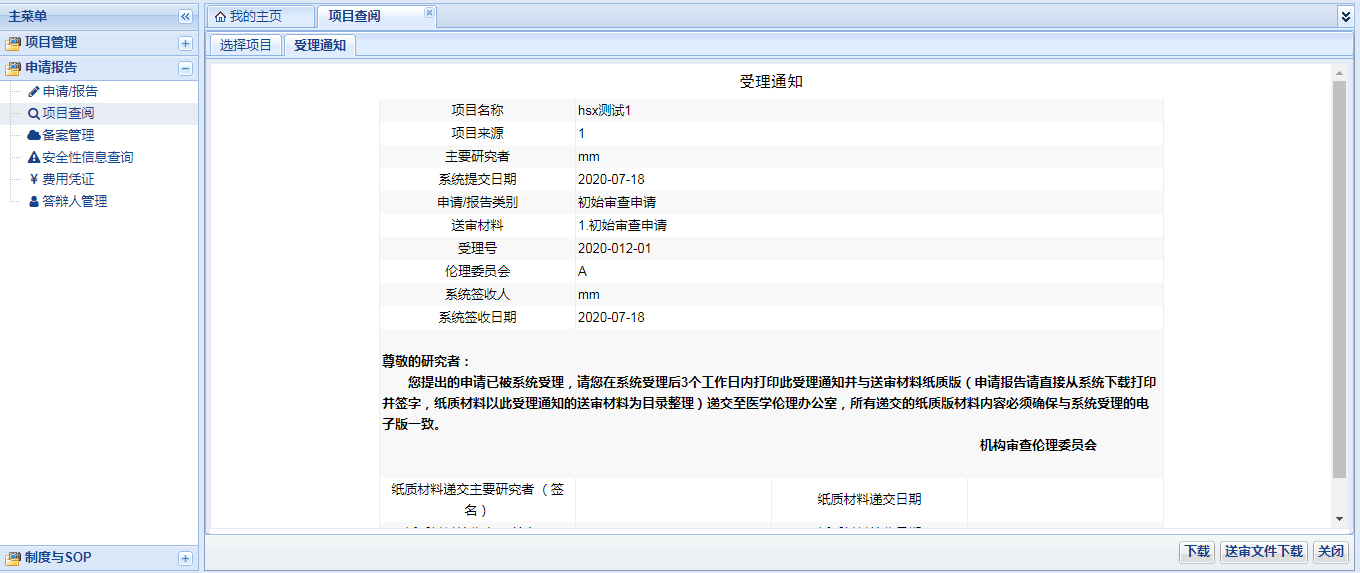 主菜单
项目管理
申请报告
申请/报告
项目查阅
备案管理
安全性信息查询
¥ 费用凭证
答辩人管理
制度与SOP
我的主页 项目查阅
选择项目 受理通知
受理通知
项目名称 hsx测试1
项目来源 1
主要研究者 mm
系统提交日期 2020-07-18
申请/报告类别 初始审查申请
送审材料 1.初始审查申请
受理号 2020-012-01
伦理委员会 A
系统签收人 mm
系统签收日期 2020-07-18
尊敬的研究者：
您提出的申请已被系统受理，请您在系统受理后3个工作日内打印此受理通知并与送审材料纸质版（申请报告请直接从系统下载打印
并签字，纸质材料以此受理通知的送审材料为目录整理）递交至医学伦理办公室，所有递交的纸质版材料内容必须确保与系统受理的电
子版一致。
机构审查伦理委员会
纸质材料递交主要研究者 （签
名） 纸质材料递交日期
下载 送审文件下载 关闭